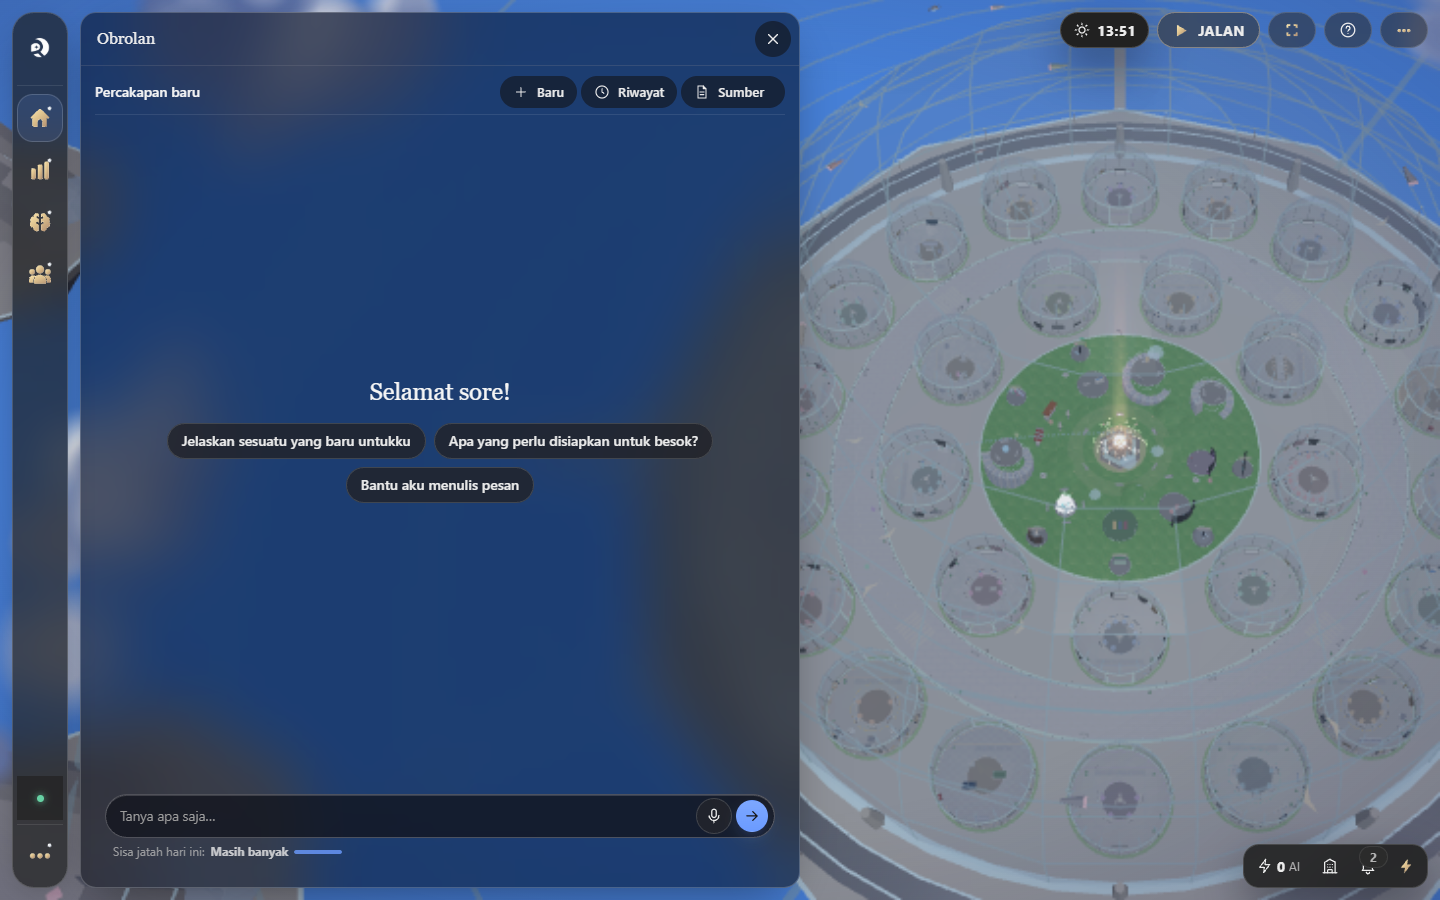 Obrolan
13:51
JALAN
Percakapan baru
Baru
Riwayat
Sumber
Selamat sore!
Jelaskan sesuatu yang baru untukku
Apa yang perlu disiapkan untuk besok?
Bantu aku menulis pesan
Tanya apa saja...
Sisa jatah hari ini: Masih banyak
0 AI
2